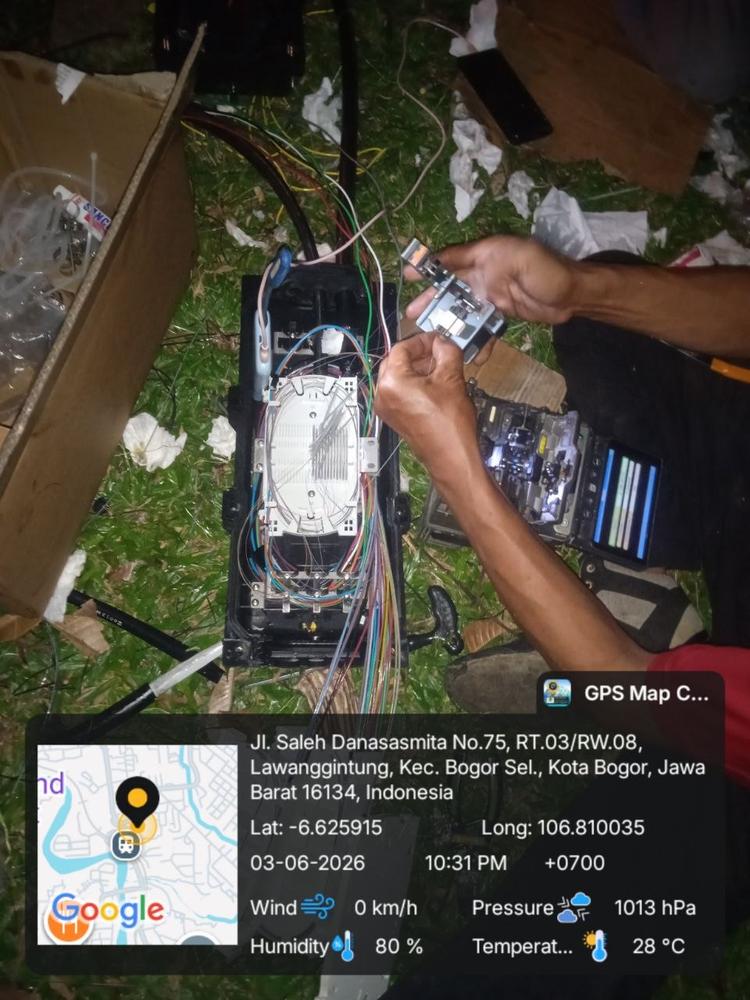 GPS Map C...
Jl. Saleh Danasasmita No.75, RT.03/RW.08,
Lawanggintung, Kec. Bogor Sel., Kota Bogor, Jawa
Barat 16134, Indonesia
Lat: -6.625915 Long: 106.810035
03-06-2026 10:31 PM +0700
Wind 0 km/h Pressure 1013 hPa
Humidity 80 % Temperat... 28 °C
nd
Google